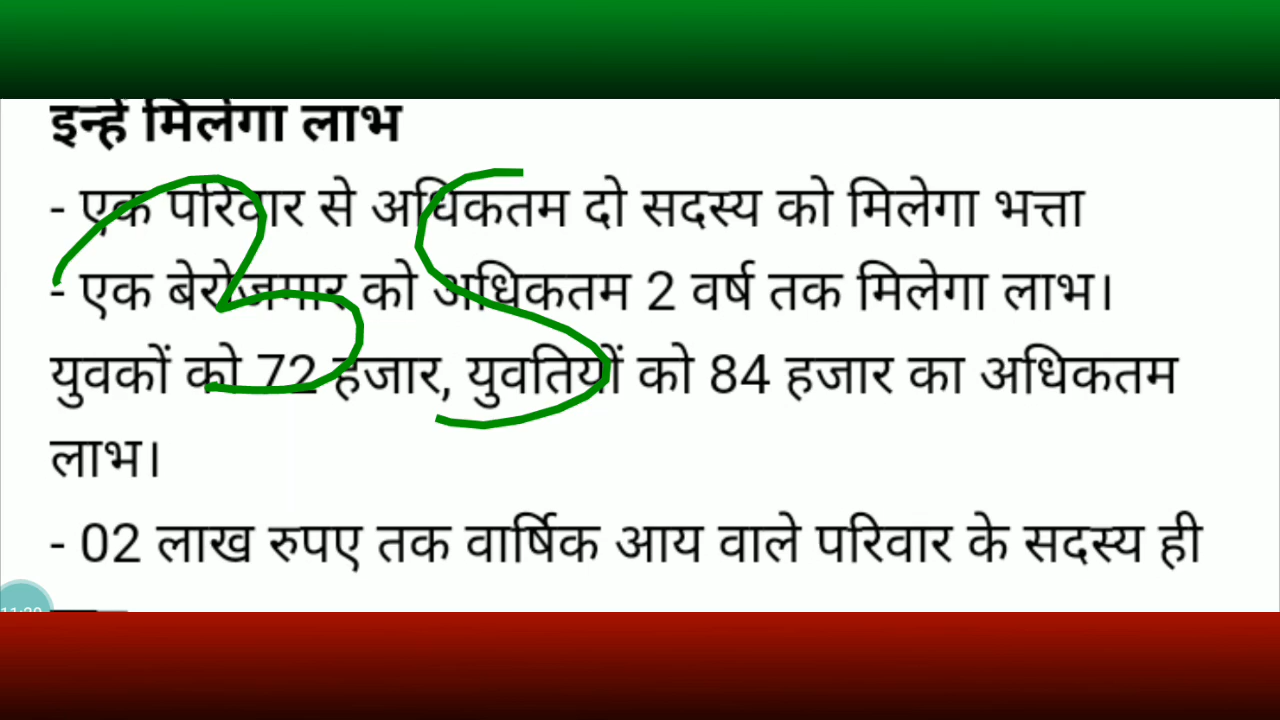 इन्हें मिलेगा लाभ
- एक परिवार से अधिकतम दो सदस्य को मिलेगा भत्ता
- एक बेरोजगार को अधिकतम 2 वर्ष तक मिलेगा लाभ।
युवकों को 72 हजार, युवतियों को 84 हजार का अधिकतम
लाभ।
- 02 लाख रुपए तक वार्षिक आय वाले परिवार के सदस्य ही